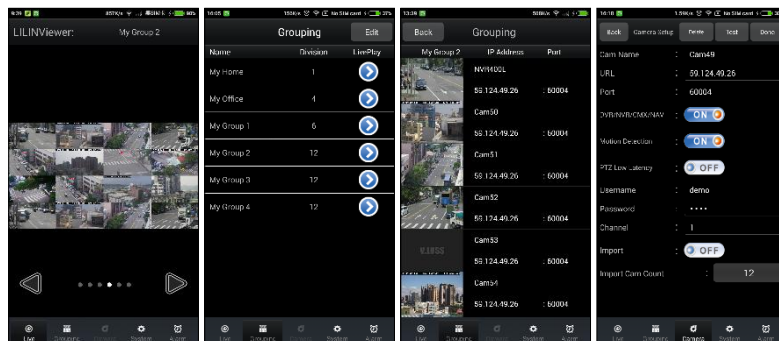 LILINViewer: My Group 2
Live Grouping Camera System Alarm
Grouping Edit
Name Division LivePlay
My Home 1
My Office 4
My Group 1 6
My Group 2 12
My Group 3 12
My Group 4 12
Live Grouping Camera System Alarm
Back Grouping
My Group 2 IP Address Port
NVR400L
59.124.49.26 : 60004
Cam50
59.124.49.26 : 60004
Cam51
59.124.49.26 : 60004
Cam52
59.124.49.26 : 60004
Cam53
59.124.49.26 : 60004
Cam54
59.124.49.26 : 60004
Live Grouping Camera System Alarm
Back Camera Setup Delete Test Done
Cam Name : Cam49
URL : 59.124.49.26
Port : 60004
DVR/NVR/CMX/NAV : ON
Motion Detection : ON
PTZ Low Latency : OFF
Username : demo
Password : ····
Channel : 1
Import : OFF
Import Cam Count : 12
Live Grouping Camera System Alarm